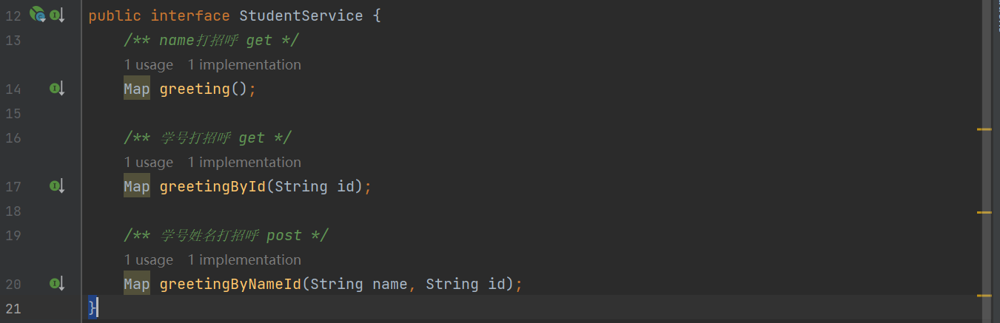 12 public interface StudentService {
13 /** name打招呼 get */
1 usage 1 implementation
14 Map greeting();
15
16 /** 学号打招呼 get */
1 usage 1 implementation
17 Map greetingById(String id);
18
19 /** 学号姓名打招呼 post */
1 usage 1 implementation
20 Map greetingByNameId(String name, String id);
21 }